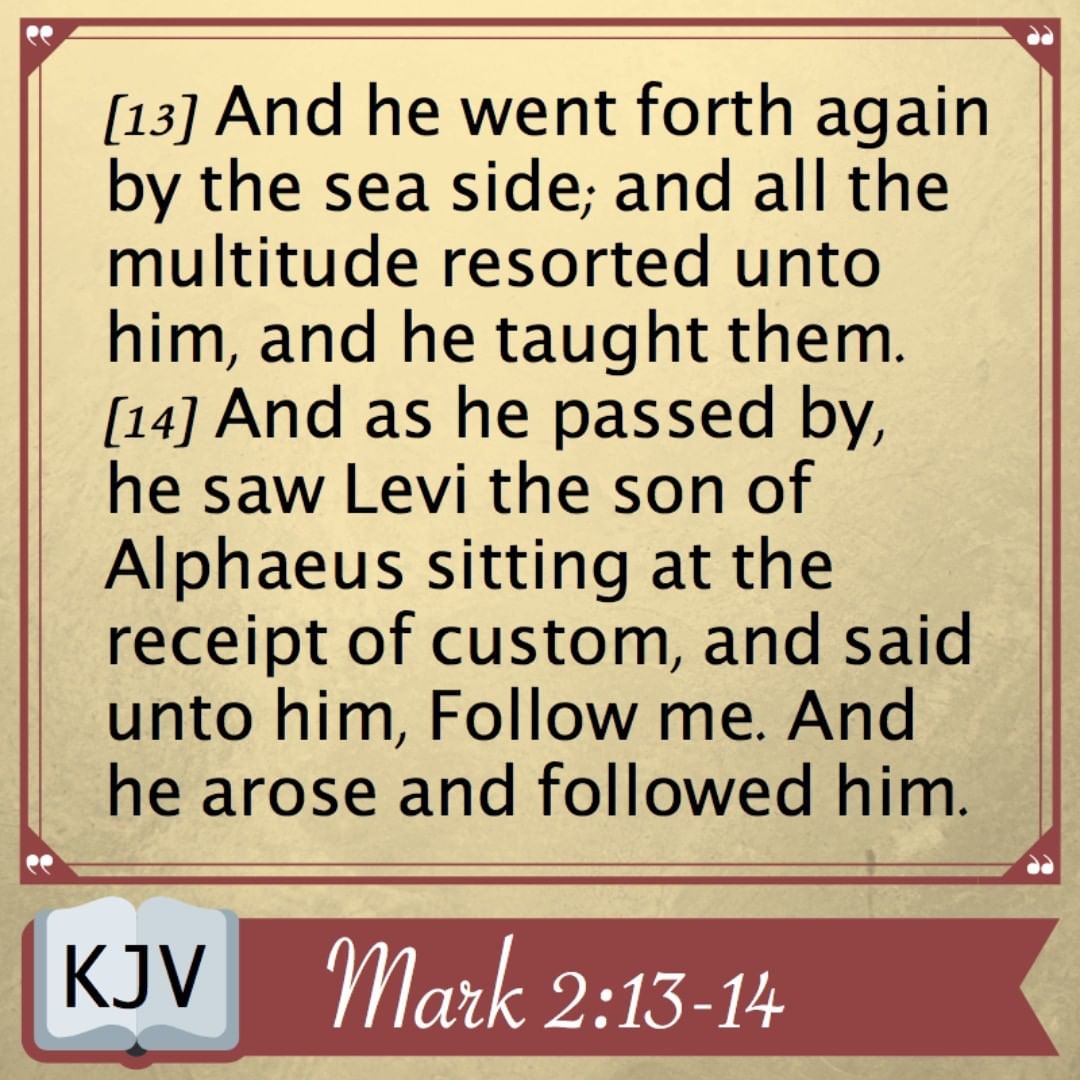 [13] And he went forth again
by the sea side; and all the
multitude resorted unto
him, and he taught them.
[14] And as he passed by,
he saw Levi the son of
Alphaeus sitting at the
receipt of custom, and said
unto him, Follow me. And
he arose and followed him.
KJV
Mark 2:13-14